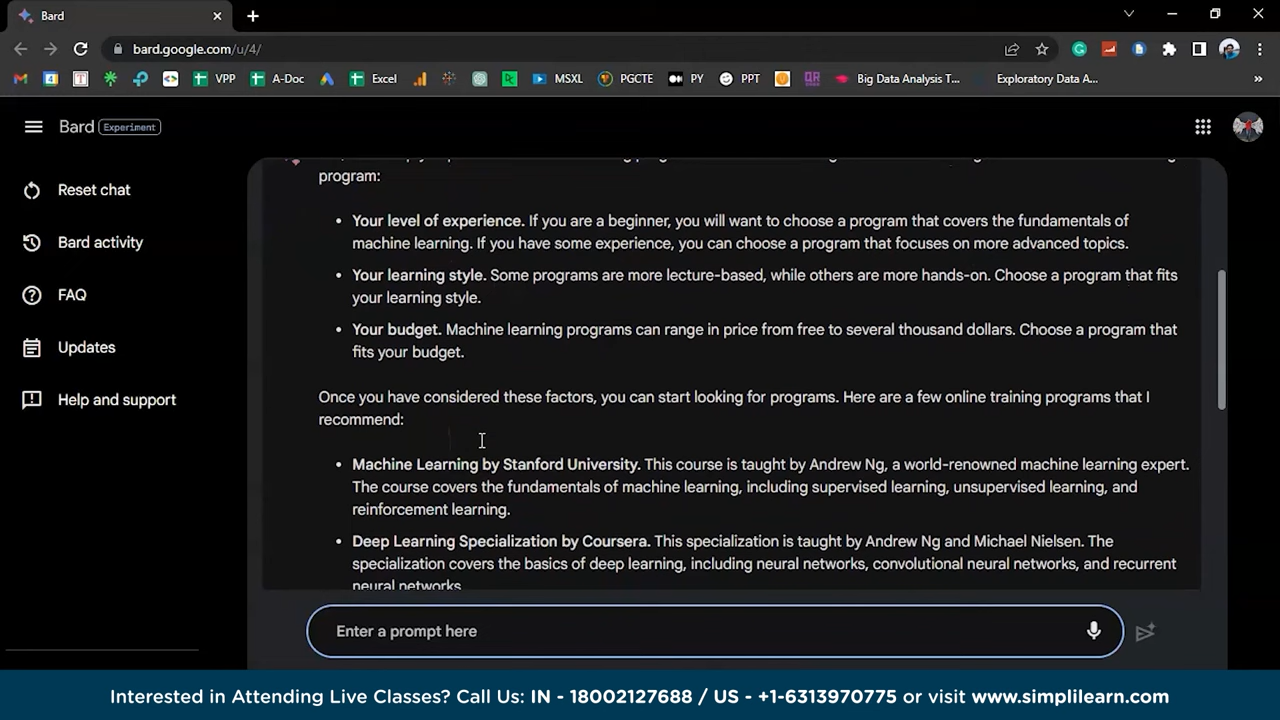 Bard
bard.google.com/u/4/
VPP
A-Doc
Excel
MSXL
PGCTE
PY
PPT
Big Data Analysis T...
Exploratory Data A...
Bard Experiment
Reset chat
Bard activity
FAQ
Updates
Help and support
program:
• Your level of experience. If you are a beginner, you will want to choose a program that covers the fundamentals of
machine learning. If you have some experience, you can choose a program that focuses on more advanced topics.
• Your learning style. Some programs are more lecture-based, while others are more hands-on. Choose a program that fits
your learning style.
• Your budget. Machine learning programs can range in price from free to several thousand dollars. Choose a program that
fits your budget.
Once you have considered these factors, you can start looking for programs. Here are a few online training programs that I
recommend:
• Machine Learning by Stanford University. This course is taught by Andrew Ng, a world-renowned machine learning expert.
The course covers the fundamentals of machine learning, including supervised learning, unsupervised learning, and
reinforcement learning.
• Deep Learning Specialization by Coursera. This specialization is taught by Andrew Ng and Michael Nielsen. The
specialization covers the basics of deep learning, including neural networks, convolutional neural networks, and recurrent
neural networks.
Enter a prompt here
Interested in Attending Live Classes? Call Us: IN - 18002127688 / US - +1-6313970775 or visit www.simplilearn.com